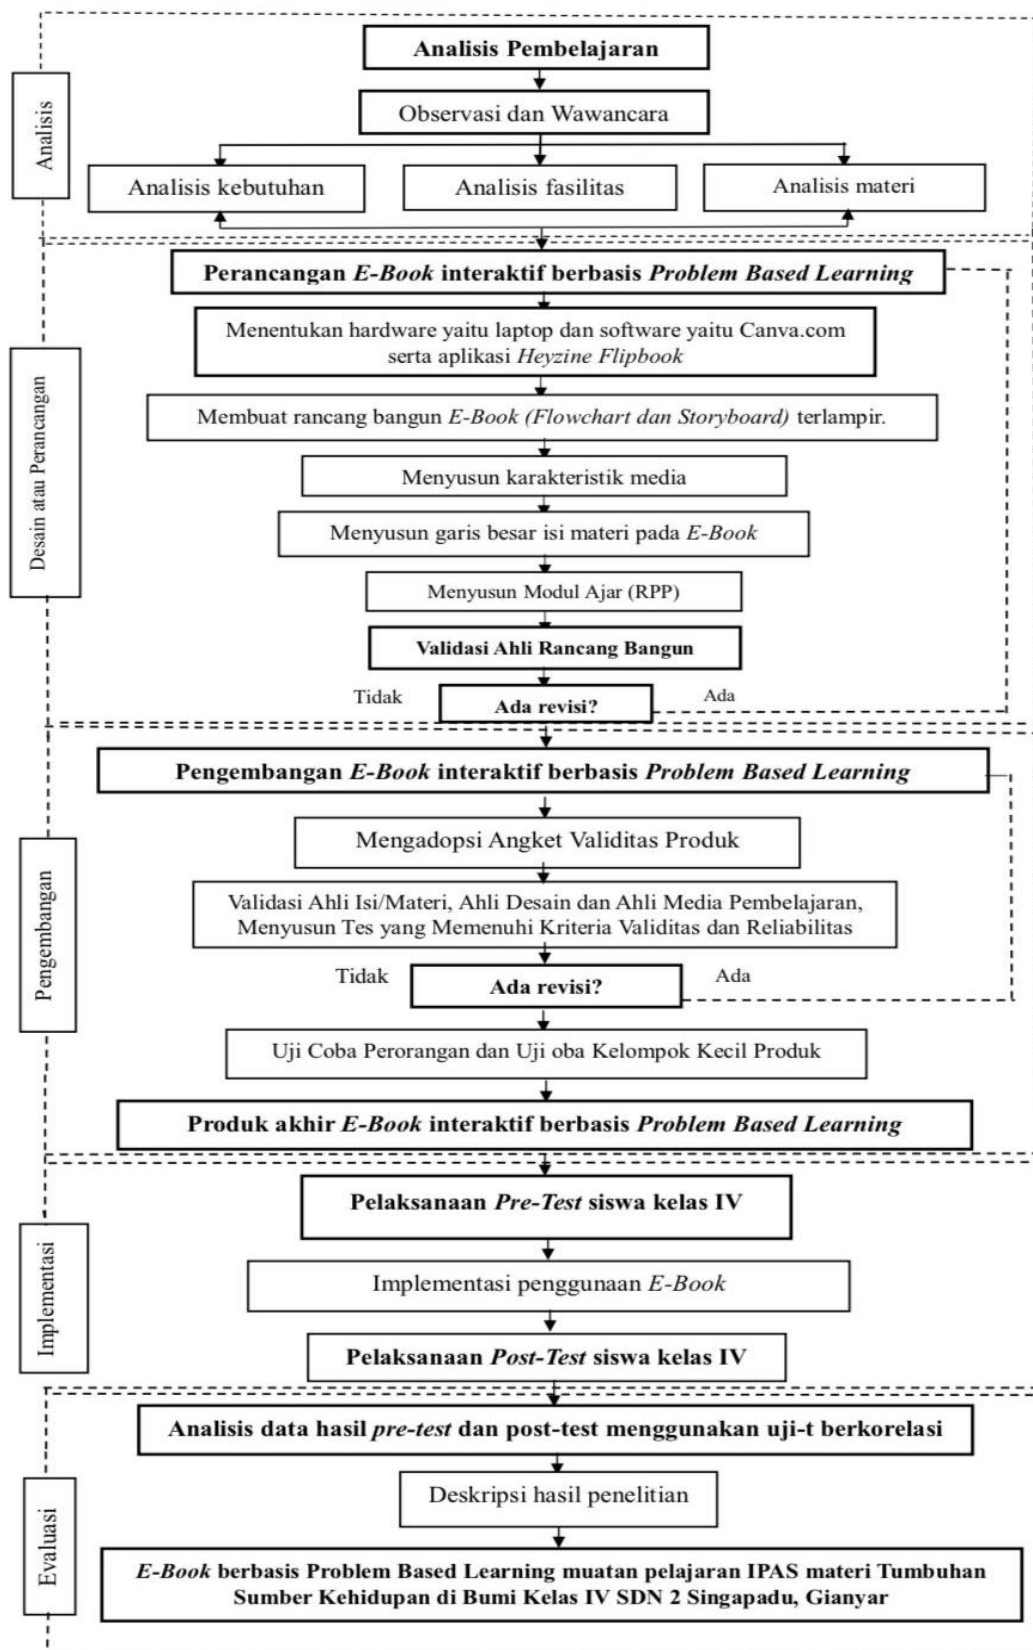 Analisis Pembelajaran
Observasi dan Wawancara
Analisis
Analisis kebutuhan
Analisis fasilitas
Analisis materi
Perancangan E-Book interaktif berbasis Problem Based Learning
Menentukan hardware yaitu laptop dan software yaitu Canva.com
serta aplikasi Heyzine Flipbook
Desain atau Perancangan
Membuat rancang bangun E-Book (Flowchart dan Storyboard) terlampir.
Menyusun karakteristik media
Menyusun garis besar isi materi pada E-Book
Menyusun Modul Ajar (RPP)
Validasi Ahli Rancang Bangun
Tidak
Ada revisi?
Ada
Pengembangan E-Book interaktif berbasis Problem Based Learning
Mengadopsi Angket Validitas Produk
Pengembangan
Validasi Ahli Isi/Materi, Ahli Desain dan Ahli Media Pembelajaran,
Menyusun Tes yang Memenuhi Kriteria Validitas dan Reliabilitas
Tidak
Ada revisi?
Ada
Uji Coba Perorangan dan Uji oba Kelompok Kecil Produk
Produk akhir E-Book interaktif berbasis Problem Based Learning
Pelaksanaan Pre-Test siswa kelas IV
Implementasi
Implementasi penggunaan E-Book
Pelaksanaan Post-Test siswa kelas IV
Analisis data hasil pre-test dan post-test menggunakan uji-t berkorelasi
Evaluasi
Deskripsi hasil penelitian
E-Book berbasis Problem Based Learning muatan pelajaran IPAS materi Tumbuhan
Sumber Kehidupan di Bumi Kelas IV SDN 2 Singapadu, Gianyar